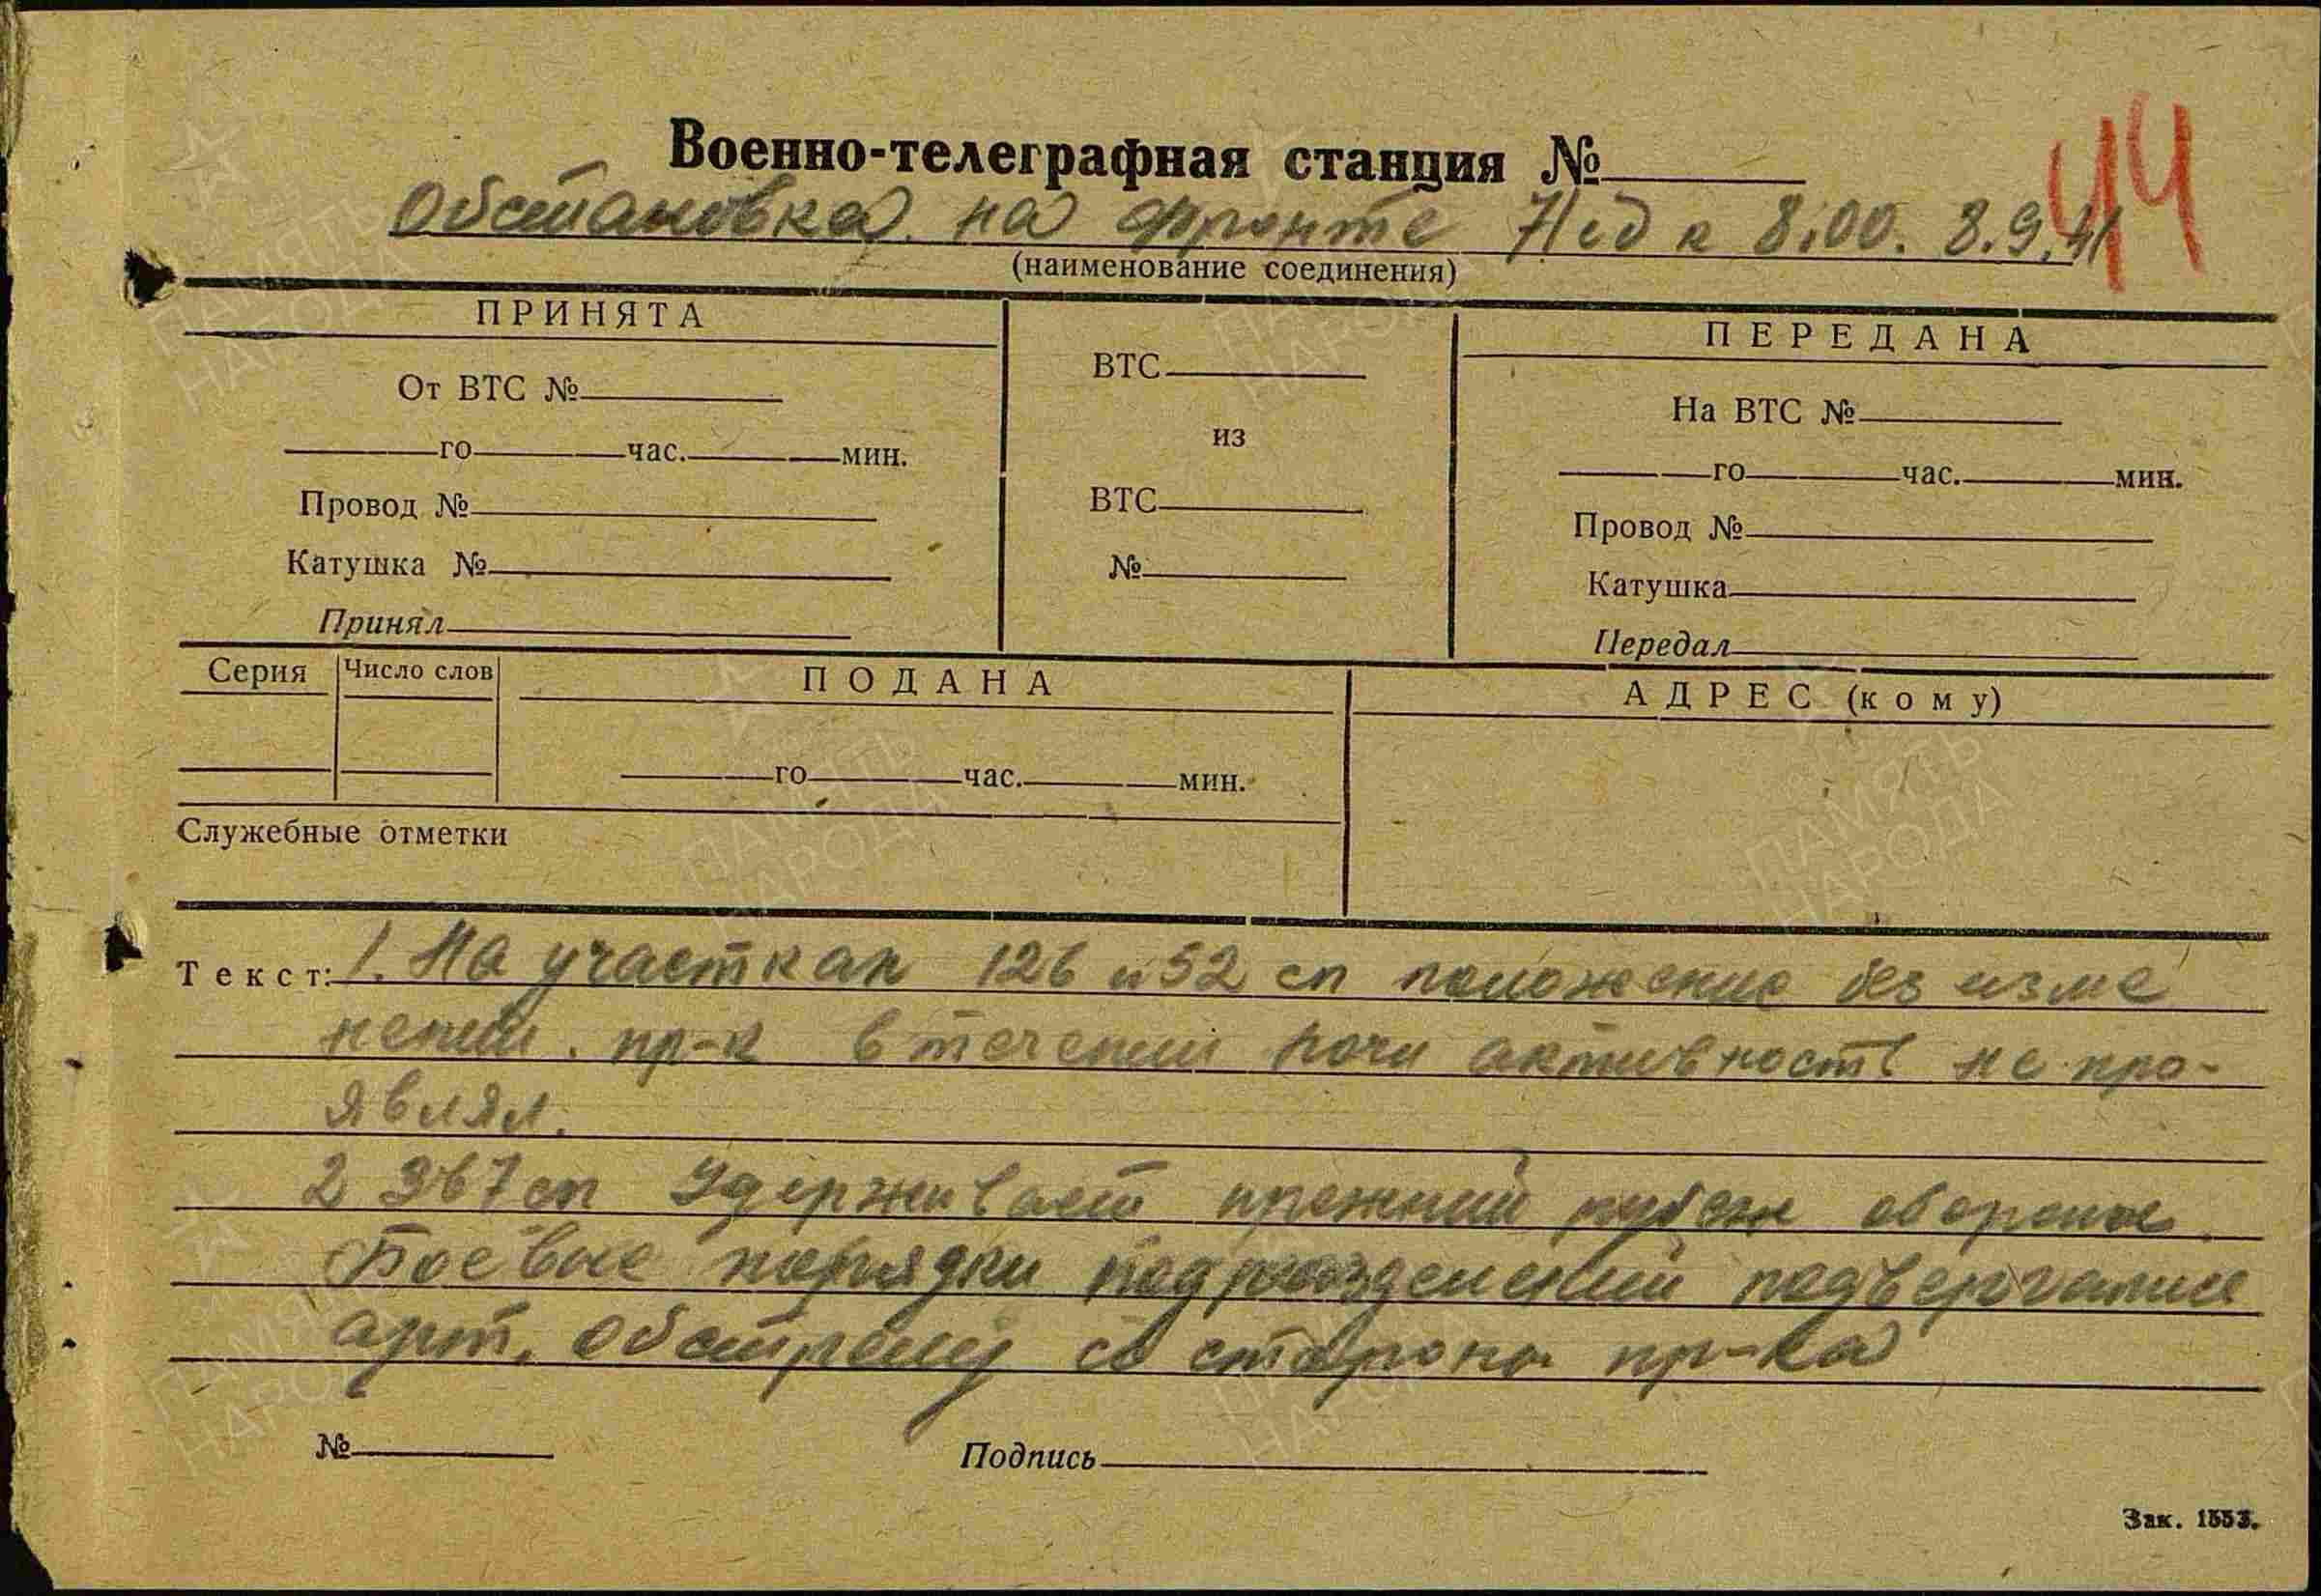 44
Военно-телеграфная станция №
Обстановка на фронте 71 сд к 8.00. 8.9.41
(наименование соединения)
ПРИНЯТА
От ВТС №
го час. мин.
Провод №
Катушка №
Принял
ВТС
из
ВТС
№
ПЕРЕДАНА
На ВТС №
го час. мин.
Провод №
Катушка
Передал
Серия
Число слов
ПОДАНА
го час. мин.
АДРЕС (кому)
Служебные отметки
Текст: 1. На участках 126 и 52 сп положение без изме
нений. пр-к в течении ночи активность не про-
являл.
2 367 сп удерживает прежний рубеж обороны.
Боевые порядки подразделений подвергались
арт. обстрелу со стороны пр-ка
№
Подпись
Зак. 1553.
ПАМЯТЬ
НАРОДА